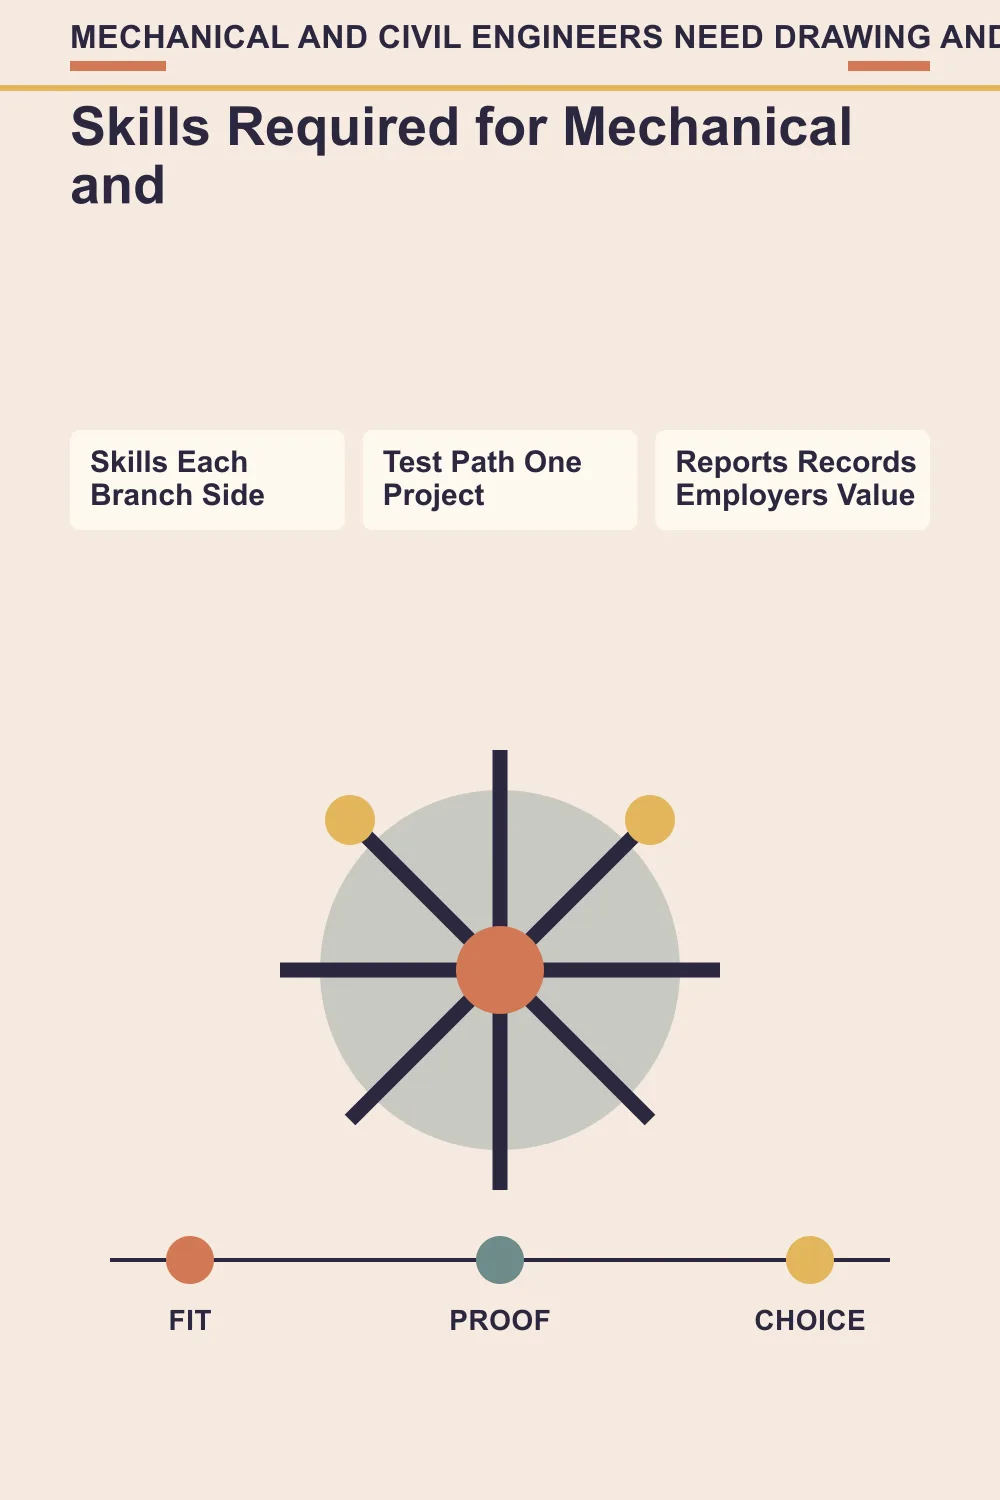 MECHANICAL AND CIVIL ENGINEERS NEED DRAWING AND
Skills Required for Mechanical
and
Skills Each
Branch Side
Test Path One
Project
Reports Records
Employers Value
FIT
PROOF
CHOICE